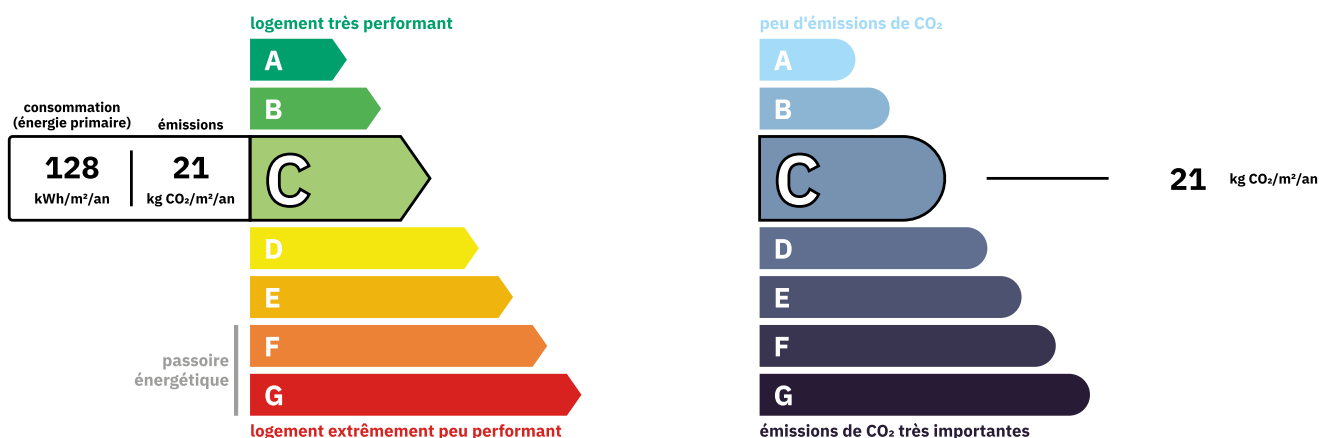 logement très performant
A
B
consommation
(énergie primaire)
émissions
128
kWh/m²/an
21
kg CO₂/m²/an
C
D
E
F
G
passoire
énergétique
logement extrêmement peu performant
peu d'émissions de CO₂
A
B
C
21 kg CO₂/m²/an
D
E
F
G
émissions de CO₂ très importantes